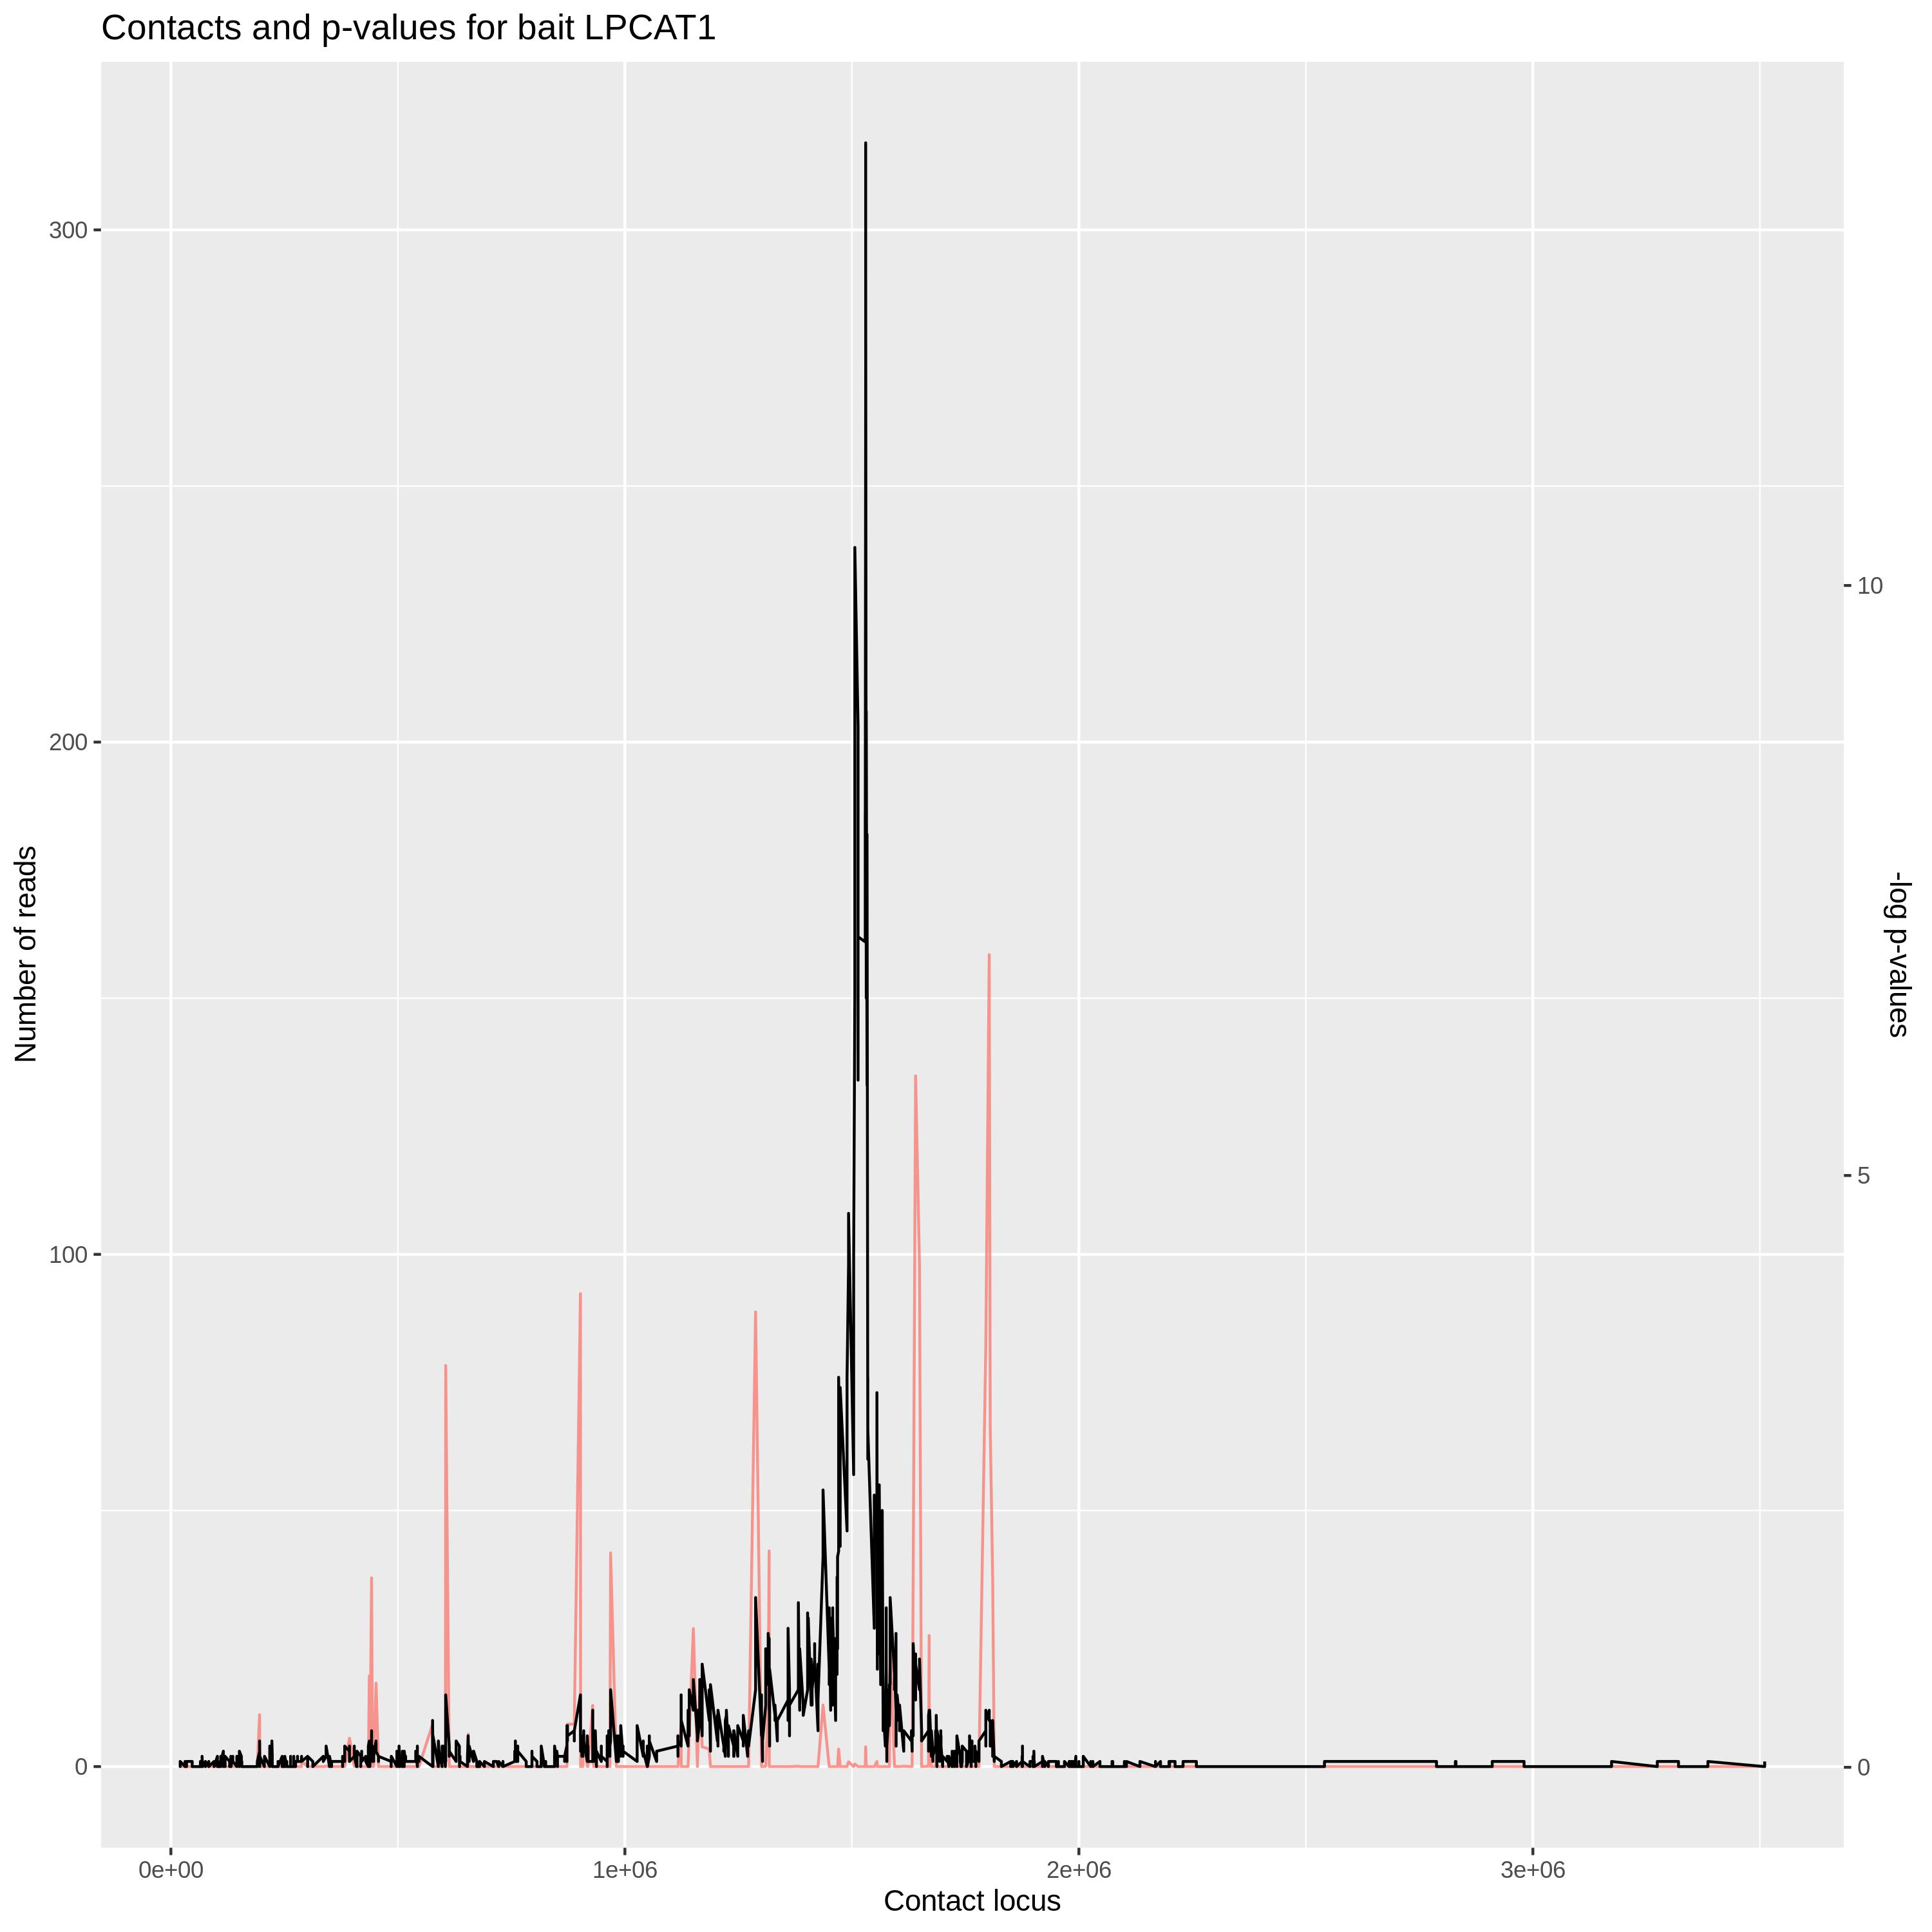 Contacts and p-values for bait LPCAT1
Number of reads
300
200
100
0
10
5
0
-log p-values
0e+00
1e+06
2e+06
3e+06
Contact locus